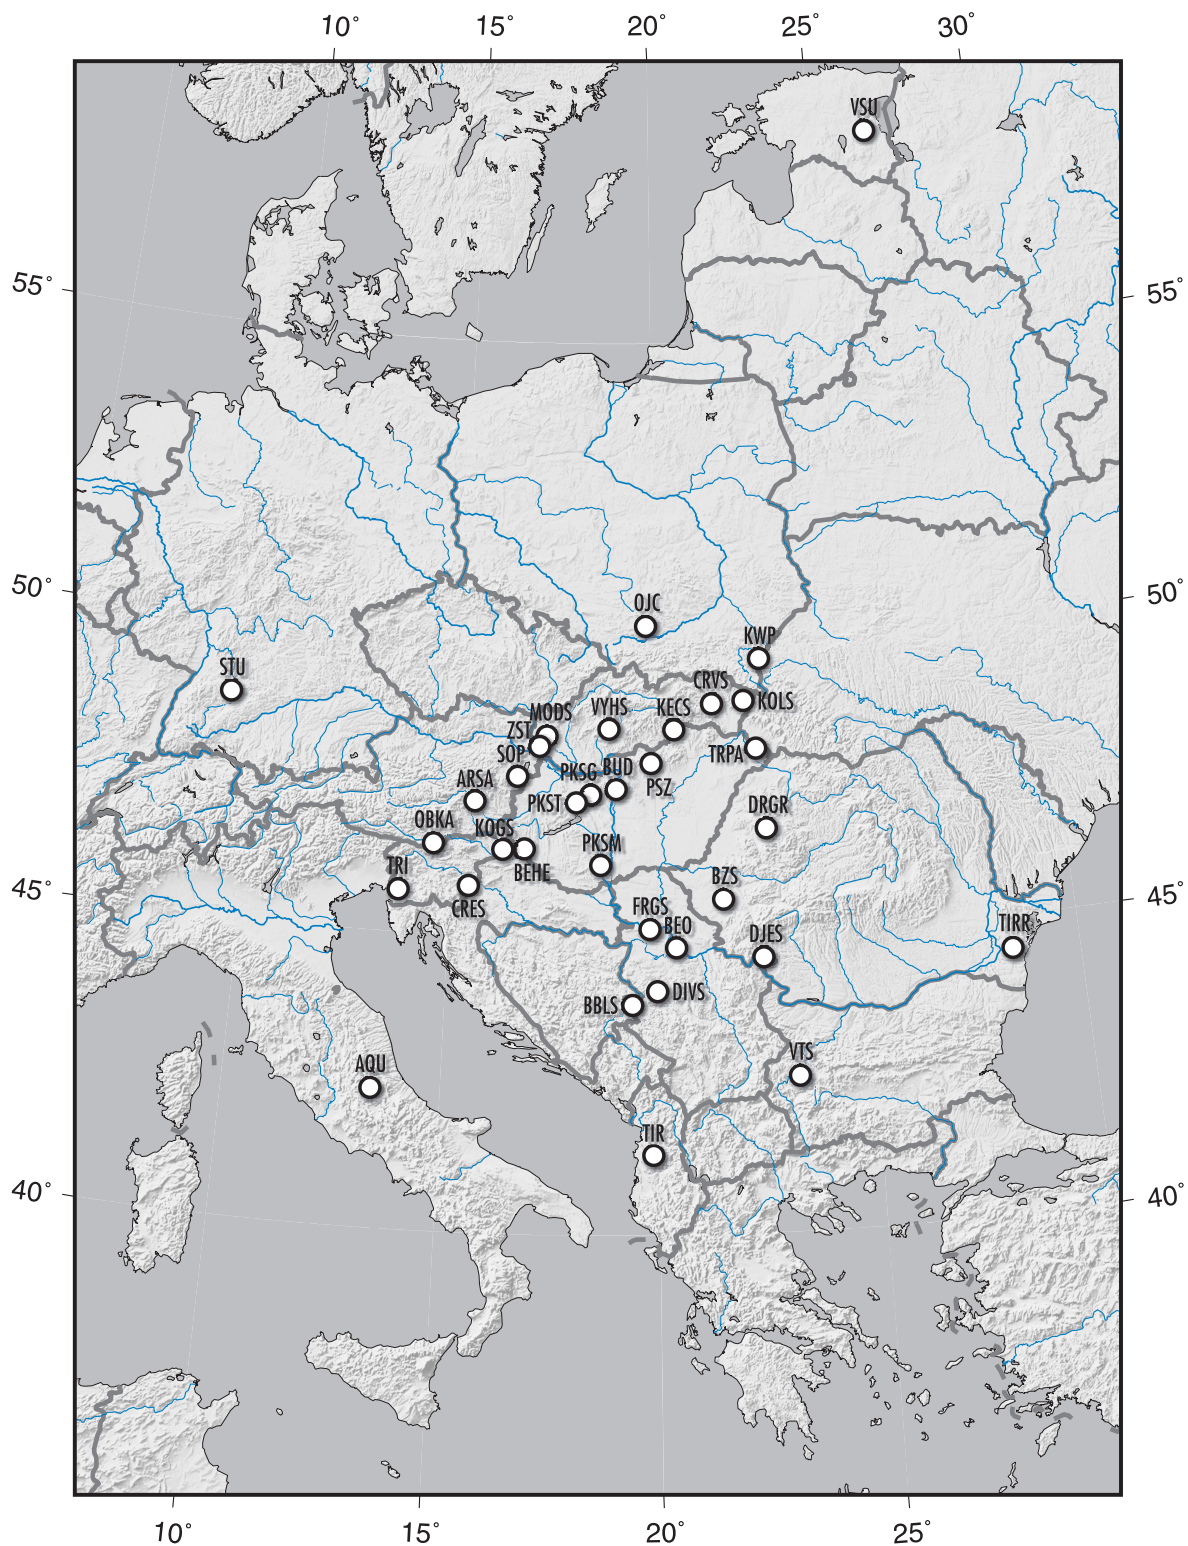 10° 15° 20° 25° 30°
VSU
55° 55°
50° 50°
OJC
KWP
STU
CRVS
KOLS
MODS VYHS KECS
ZST
SOP
TRPA
PKSG BUD
ARSA
PSZ
PKST
DRGR
OBKA
KOGS
PKSM
BEHE
TRI
BZS
45° 45°
CRES
FRGS
BEO
TIRR
DJES
DIVS
BBLS
VTS
AQU
TIR
40° 40°
10° 15° 20° 25°